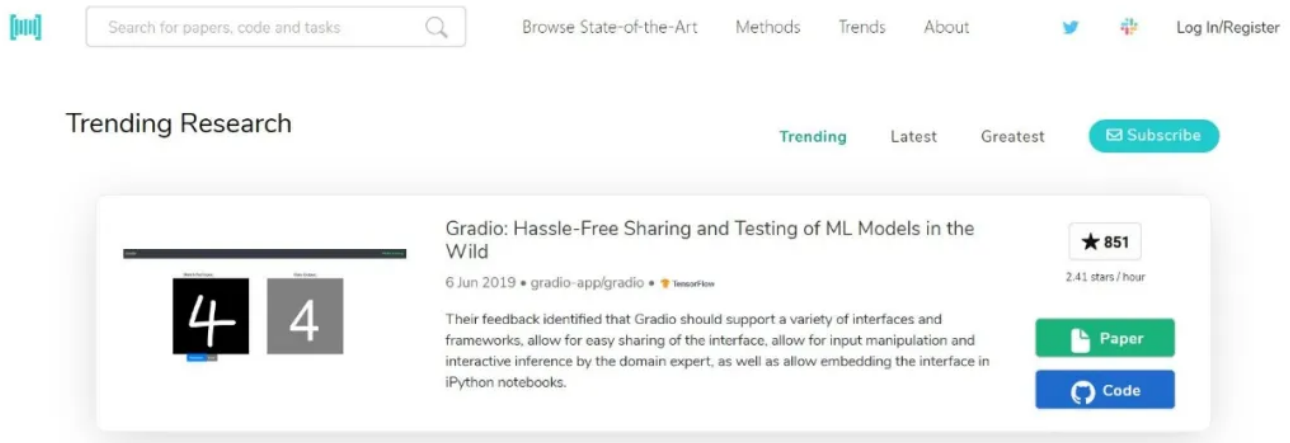 Search for papers, code and tasks
Browse State-of-the-Art Methods Trends About Log In/Register
Trending Research
Trending Latest Greatest Subscribe
Gradio: Hassle-Free Sharing and Testing of ML Models in the
Wild
6 Jun 2019 • gradio-app/gradio • TensorFlow
Their feedback identified that Gradio should support a variety of interfaces and
frameworks, allow for easy sharing of the interface, allow for input manipulation and
interactive inference by the domain expert, as well as allow embedding the interface in
iPython notebooks.
4 4
★ 851
2.41 stars / hour
Paper
Code